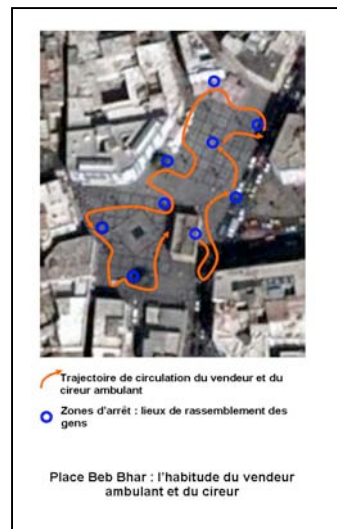 Trajectoire de circulation du vendeur et du
cireur ambulant
Zones d'arrêt : lieux de rassemblement des
gens
Place Beb Bhar : l'habitude du vendeur
ambulant et du cireur